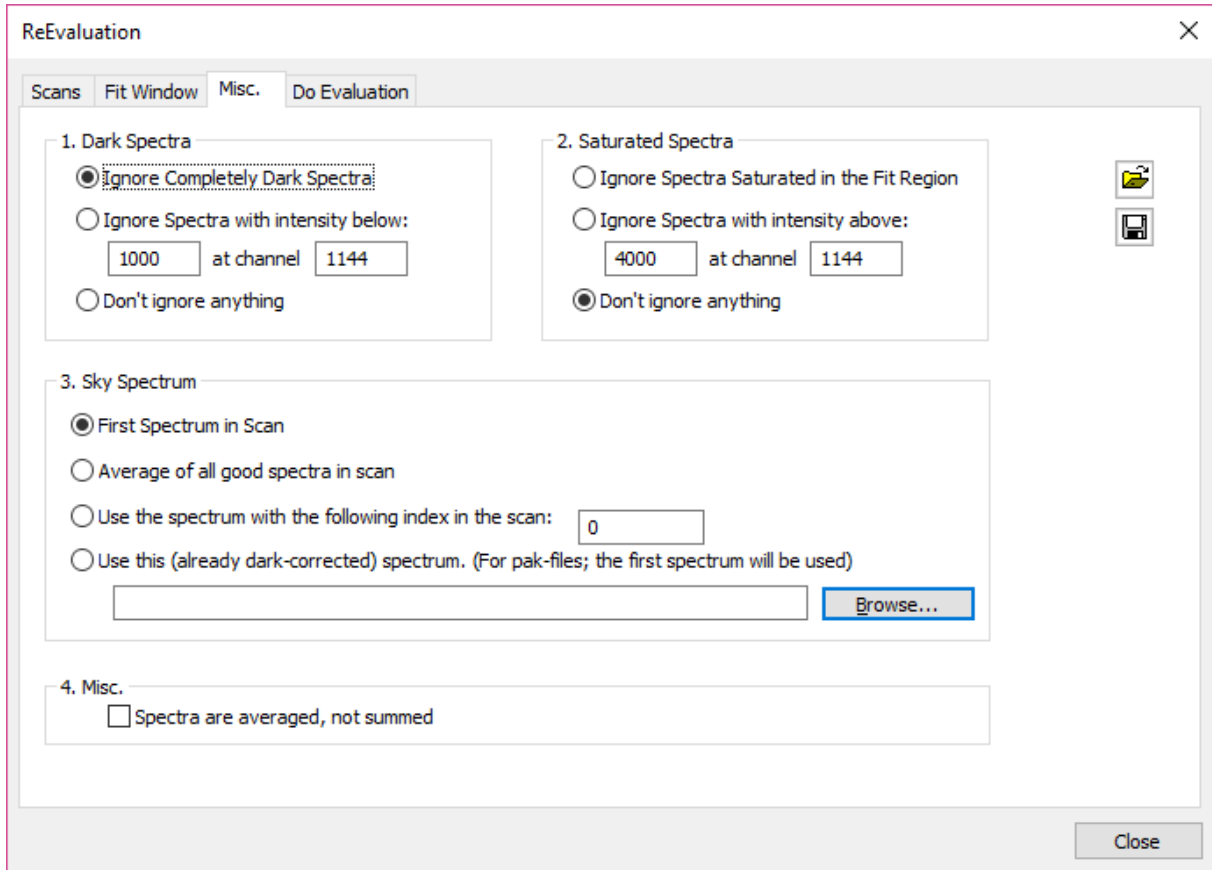 ReEvaluation
Scans Fit Window Misc. Do Evaluation
1. Dark Spectra
Ignore Completely Dark Spectra
Ignore Spectra with intensity below:
1000 at channel 1144
Don't ignore anything
2. Saturated Spectra
Ignore Spectra Saturated in the Fit Region
Ignore Spectra with intensity above:
4000 at channel 1144
Don't ignore anything
3. Sky Spectrum
First Spectrum in Scan
Average of all good spectra in scan
Use the spectrum with the following index in the scan: 0
Use this (already dark-corrected) spectrum. (For pak-files; the first spectrum will be used)
Browse...
4. Misc.
Spectra are averaged, not summed
Close